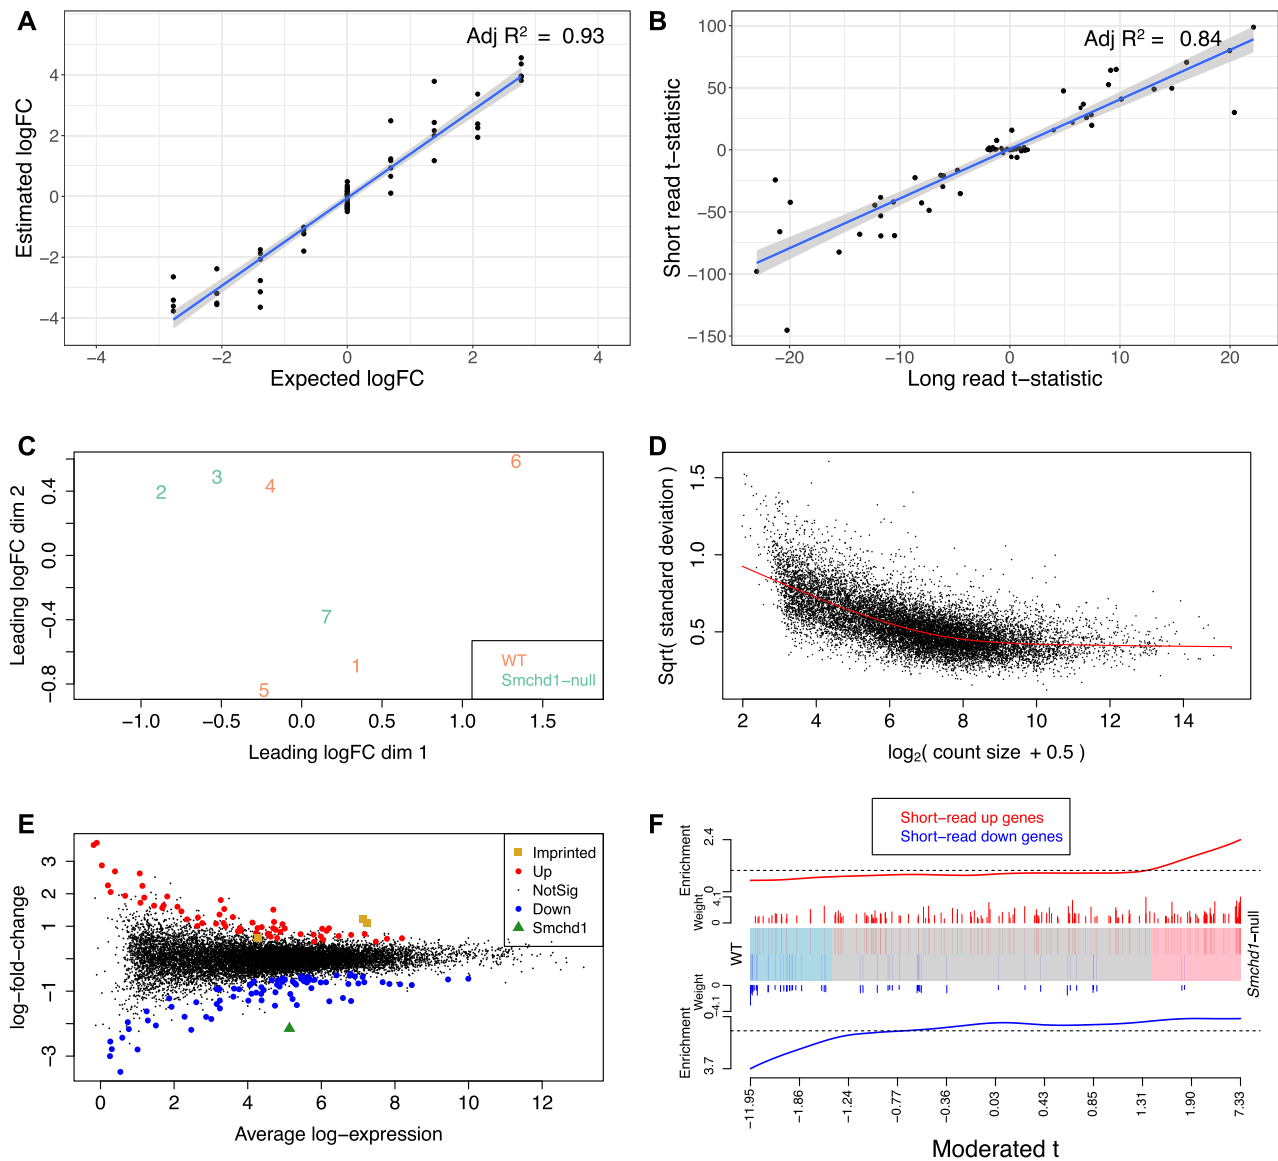 A
Adj R² = 0.93
Estimated logFC
4
2
0
−2
−4
−4 −2 0 2 4
Expected logFC
B
Adj R² = 0.84
Short read t−statistic
100
50
0
−50
−100
−150
−20 −10 0 10 20
Long read t−statistic
C
Leading logFC dim 2
0.4
0.0
−0.4
−0.8
6
3
4
2
7
1
5
WT
Smchd1−null
−1.0 −0.5 0.0 0.5 1.0 1.5
Leading logFC dim 1
D
Sqrt( standard deviation )
1.5
1.0
0.5
2 4 6 8 10 12 14
log₂( count size + 0.5 )
E
log−fold−change
3
2
1
−1
−3
Imprinted
Up
NotSig
Down
Smchd1
0 2 4 6 8 10 12
Average log−expression
F
Short−read up genes
Short−read down genes
Enrichment
2.4
0
Weight
4.1
0
WT
Smchd1−null
Weight
0
−4.1
Enrichment
0
3.7
−11.95 −1.86 −1.24 −0.77 −0.36 0.03 0.43 0.85 1.31 1.90 7.33
Moderated t